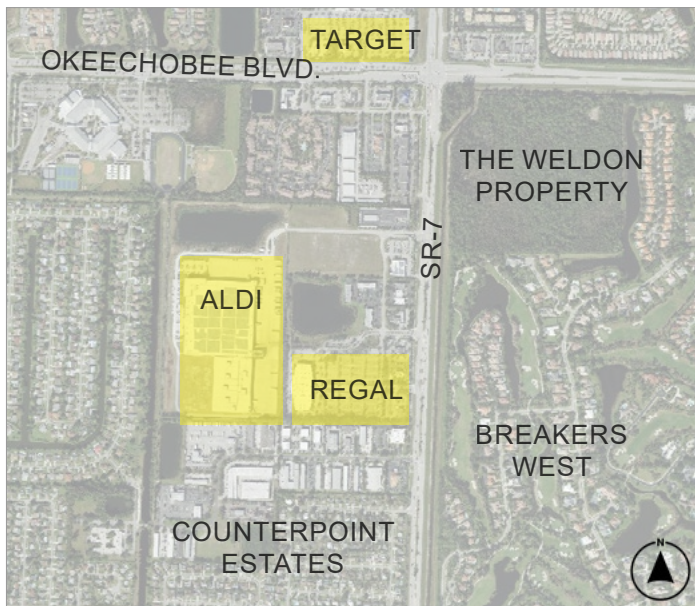 TARGET
OKEECHOBEE BLVD.
THE WELDON
PROPERTY
SR-7
ALDI
REGAL
BREAKERS
WEST
COUNTERPOINT
ESTATES
N